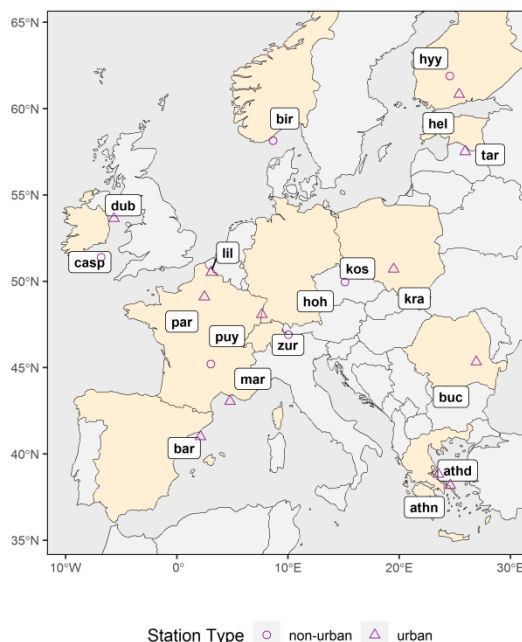 65°N
hyy
60°N
bir
hel
tar
55°N
dub
lil
casp
kos
50°N
hoh
kra
par
puy
zur
45°N
mar
buc
40°N
bar
athd
athn
35°N
10°W 0° 10°E 20°E 30°E
Station Type non-urban urban